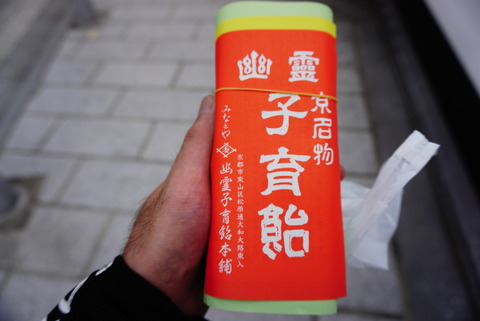 幽靈
京名物
子育飴
京都市東山区松原通大和大路東入
みなとや
幽霊子育飴本舗